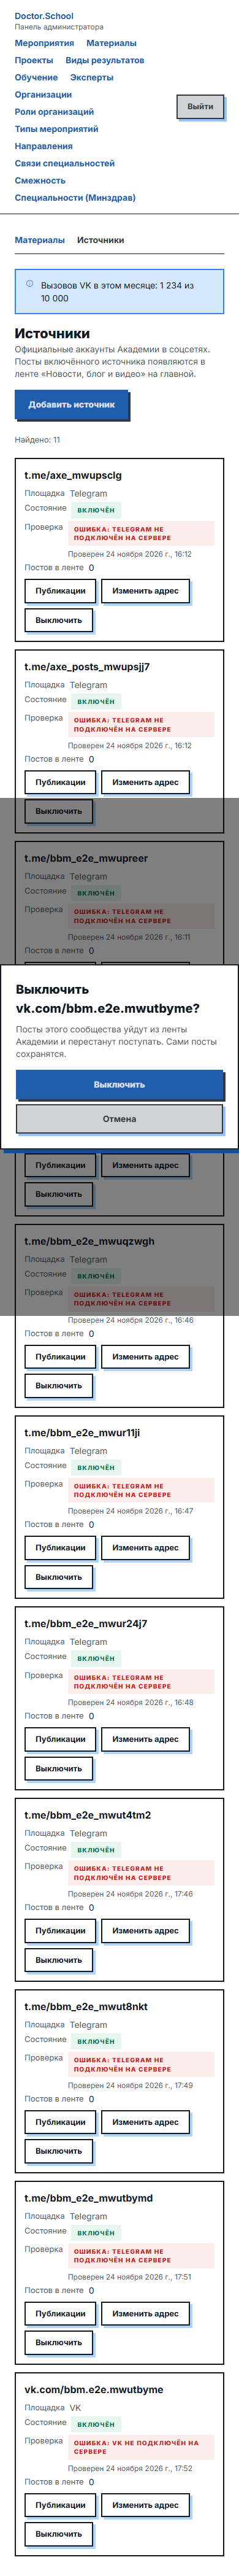 Doctor.School
Панель администратора
Мероприятия Материалы
Проекты Виды результатов
Обучение Эксперты
Организации
Роли организаций
Типы мероприятий
Направления
Связи специальностей
Смежность
Специальности (Минздрав)
Выйти
Материалы Источники
Вызовов VK в этом месяце: 1 234 из
10 000
Источники
Официальные аккаунты Академии в соцсетях.
Посты включённого источника появляются в
ленте «Новости, блог и видео» на главной.
Добавить источник
Найдено: 11
t.me/axe_mwupsclg
Площадка Telegram
Состояние ВКЛЮЧЁН
Проверка ОШИБКА: TELEGRAM НЕ
ПОДКЛЮЧЁН НА СЕРВЕРЕ
Проверен 24 ноября 2026 г., 16:12
Постов в ленте 0
Публикации Изменить адрес
Выключить
t.me/axe_posts_mwupsjj7
Площадка Telegram
Состояние ВКЛЮЧЁН
Проверка ОШИБКА: TELEGRAM НЕ
ПОДКЛЮЧЁН НА СЕРВЕРЕ
Проверен 24 ноября 2026 г., 16:12
Постов в ленте 0
Публикации Изменить адрес
Выключить
t.me/bbm_e2e_mwupreer
Площадка Telegram
Состояние ВКЛЮЧЁН
Проверка ОШИБКА: TELEGRAM НЕ
ПОДКЛЮЧЁН НА СЕРВЕРЕ
Проверен 24 ноября 2026 г., 16:11
Постов в ленте 0
Выключить
vk.com/bbm.e2e.mwutbyme?
Посты этого сообщества уйдут из ленты
Академии и перестанут поступать. Сами посты
сохранятся.
Выключить
Отмена
Публикации Изменить адрес
Выключить
t.me/bbm_e2e_mwuqzwgh
Площадка Telegram
Состояние ВКЛЮЧЁН
Проверка ОШИБКА: TELEGRAM НЕ
ПОДКЛЮЧЁН НА СЕРВЕРЕ
Проверен 24 ноября 2026 г., 16:46
Постов в ленте 0
Публикации Изменить адрес
Выключить
t.me/bbm_e2e_mwur11ji
Площадка Telegram
Состояние ВКЛЮЧЁН
Проверка ОШИБКА: TELEGRAM НЕ
ПОДКЛЮЧЁН НА СЕРВЕРЕ
Проверен 24 ноября 2026 г., 16:47
Постов в ленте 0
Публикации Изменить адрес
Выключить
t.me/bbm_e2e_mwur24j7
Площадка Telegram
Состояние ВКЛЮЧЁН
Проверка ОШИБКА: TELEGRAM НЕ
ПОДКЛЮЧЁН НА СЕРВЕРЕ
Проверен 24 ноября 2026 г., 16:48
Постов в ленте 0
Публикации Изменить адрес
Выключить
t.me/bbm_e2e_mwut4tm2
Площадка Telegram
Состояние ВКЛЮЧЁН
Проверка ОШИБКА: TELEGRAM НЕ
ПОДКЛЮЧЁН НА СЕРВЕРЕ
Проверен 24 ноября 2026 г., 17:46
Постов в ленте 0
Публикации Изменить адрес
Выключить
t.me/bbm_e2e_mwut8nkt
Площадка Telegram
Состояние ВКЛЮЧЁН
Проверка ОШИБКА: TELEGRAM НЕ
ПОДКЛЮЧЁН НА СЕРВЕРЕ
Проверен 24 ноября 2026 г., 17:49
Постов в ленте 0
Публикации Изменить адрес
Выключить
t.me/bbm_e2e_mwutbymd
Площадка Telegram
Состояние ВКЛЮЧЁН
Проверка ОШИБКА: TELEGRAM НЕ
ПОДКЛЮЧЁН НА СЕРВЕРЕ
Проверен 24 ноября 2026 г., 17:51
Постов в ленте 0
Публикации Изменить адрес
Выключить
vk.com/bbm.e2e.mwutbyme
Площадка VK
Состояние ВКЛЮЧЁН
Проверка ОШИБКА: VK НЕ ПОДКЛЮЧЁН НА
СЕРВЕРЕ
Проверен 24 ноября 2026 г., 17:52
Постов в ленте 0
Публикации Изменить адрес
Выключить